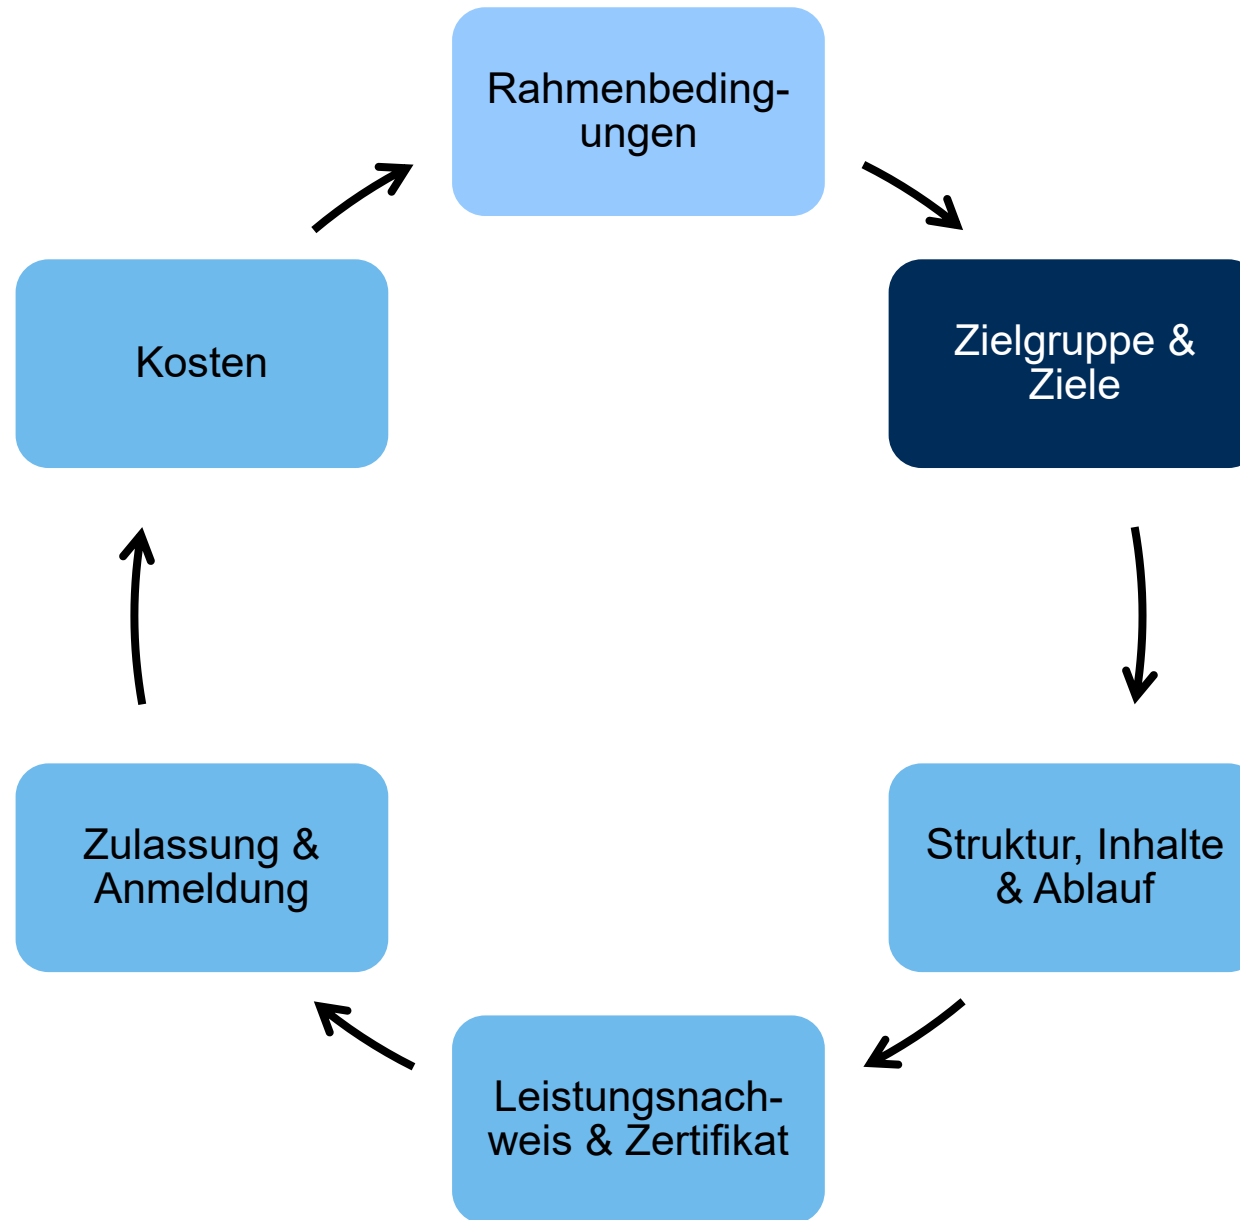 Rahmenbeding-
ungen
Zielgruppe &
Ziele
Struktur, Inhalte
& Ablauf
Leistungsnach-
weis & Zertifikat
Zulassung &
Anmeldung
Kosten